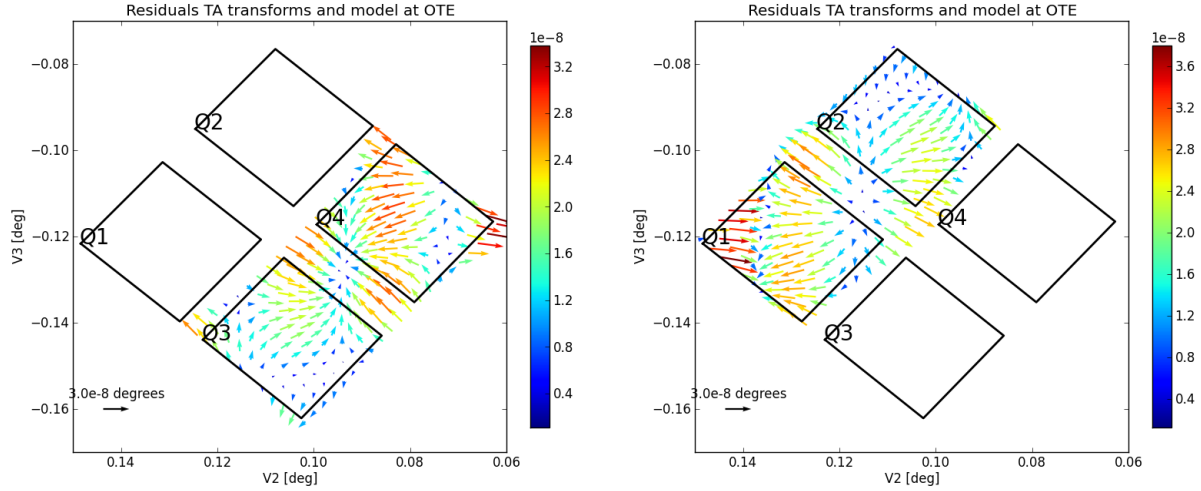 Residuals TA transforms and model at OTE
1e−8
−0.08
−0.10
−0.12
−0.14
−0.16
V3 [deg]
Q2
Q4
Q1
Q3
3.0e-8 degrees
0.14
0.12
0.10
0.08
0.06
V2 [deg]
3.2
2.8
2.4
2.0
1.6
1.2
0.8
0.4
Residuals TA transforms and model at OTE
1e−8
−0.08
−0.10
−0.12
−0.14
−0.16
V3 [deg]
Q2
Q4
Q1
Q3
3.0e-8 degrees
0.14
0.12
0.10
0.08
0.06
V2 [deg]
3.6
3.2
2.8
2.4
2.0
1.6
1.2
0.8
0.4